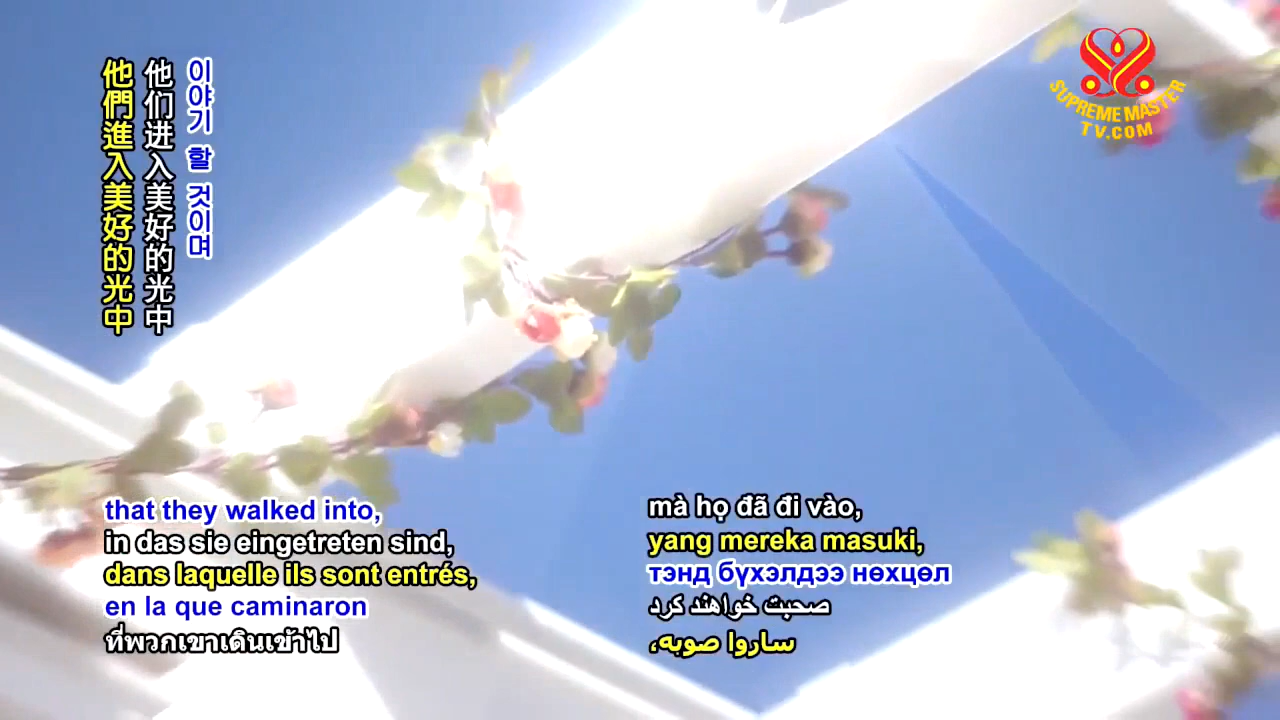 이야기 할 것이며
他们进入美好的光中
他們進入美好的光中
SUPREME MASTER
TV.COM
that they walked into,
in das sie eingetreten sind,
dans laquelle ils sont entrés,
en la que caminaron
ที่พวกเขาเดินเข้าไป
mà họ đã đi vào,
yang mereka masuki,
тэнд бүхэлдээ нөхцөл
صحبت خواهند کرد
ساروا صوبه،